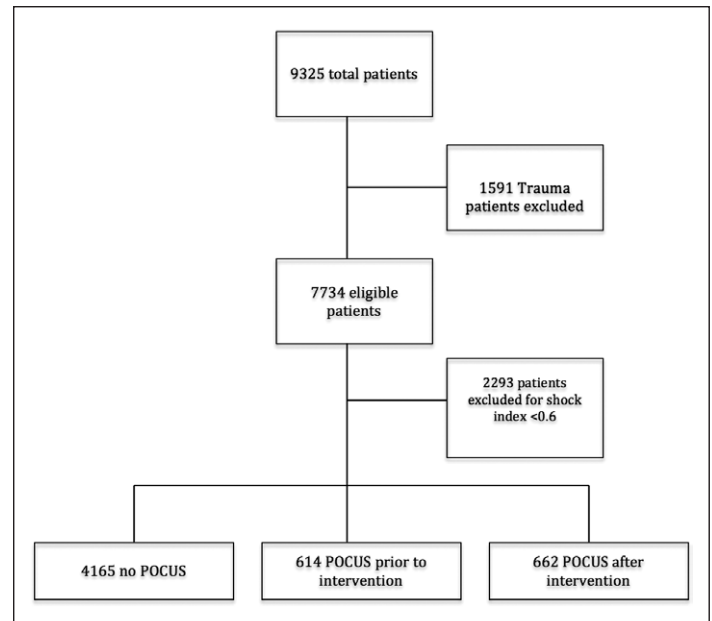 9325 total patients
1591 Trauma
patients excluded
7734 eligible
patients
2293 patients
excluded for shock
index <0.6
4165 no POCUS
614 POCUS prior to
intervention
662 POCUS after
intervention